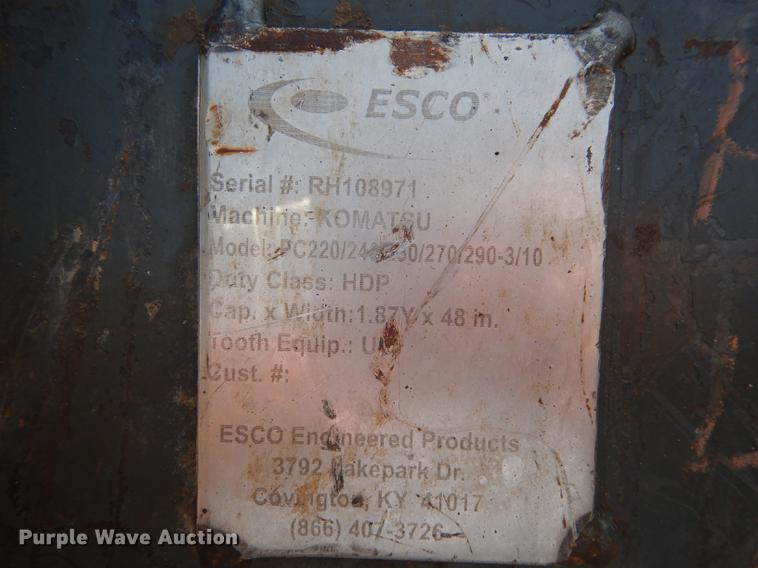 ESCO
Serial #: RH108971
Machine: KOMATSU
Model: PC220/240/250/270/290-3/10
Duty Class: HDP
Cap. x Width:1.87Y x 48 in.
Tooth Equip.:
Cust. #:
ESCO Engineered Products
3792 Lakepark Dr.
Covington, KY 41017
(866) 407-3726
Purple Wave Auction